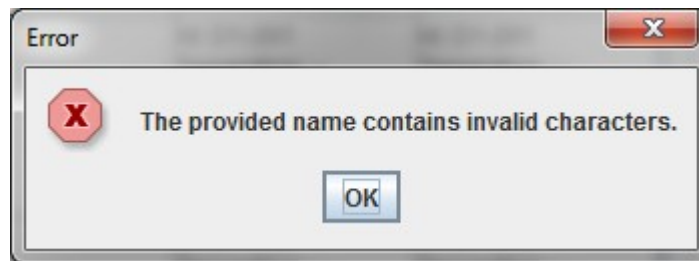 Error
The provided name contains invalid characters.
OK